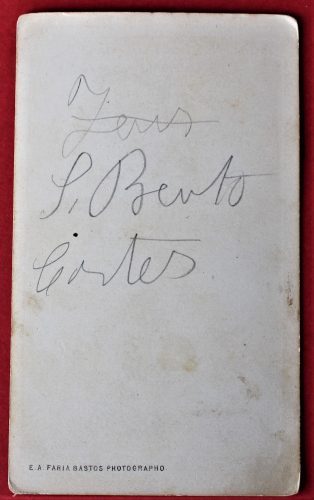 S. Bento
Cortes
E. A. FARIA BASTOS PHOTOGRAPHO